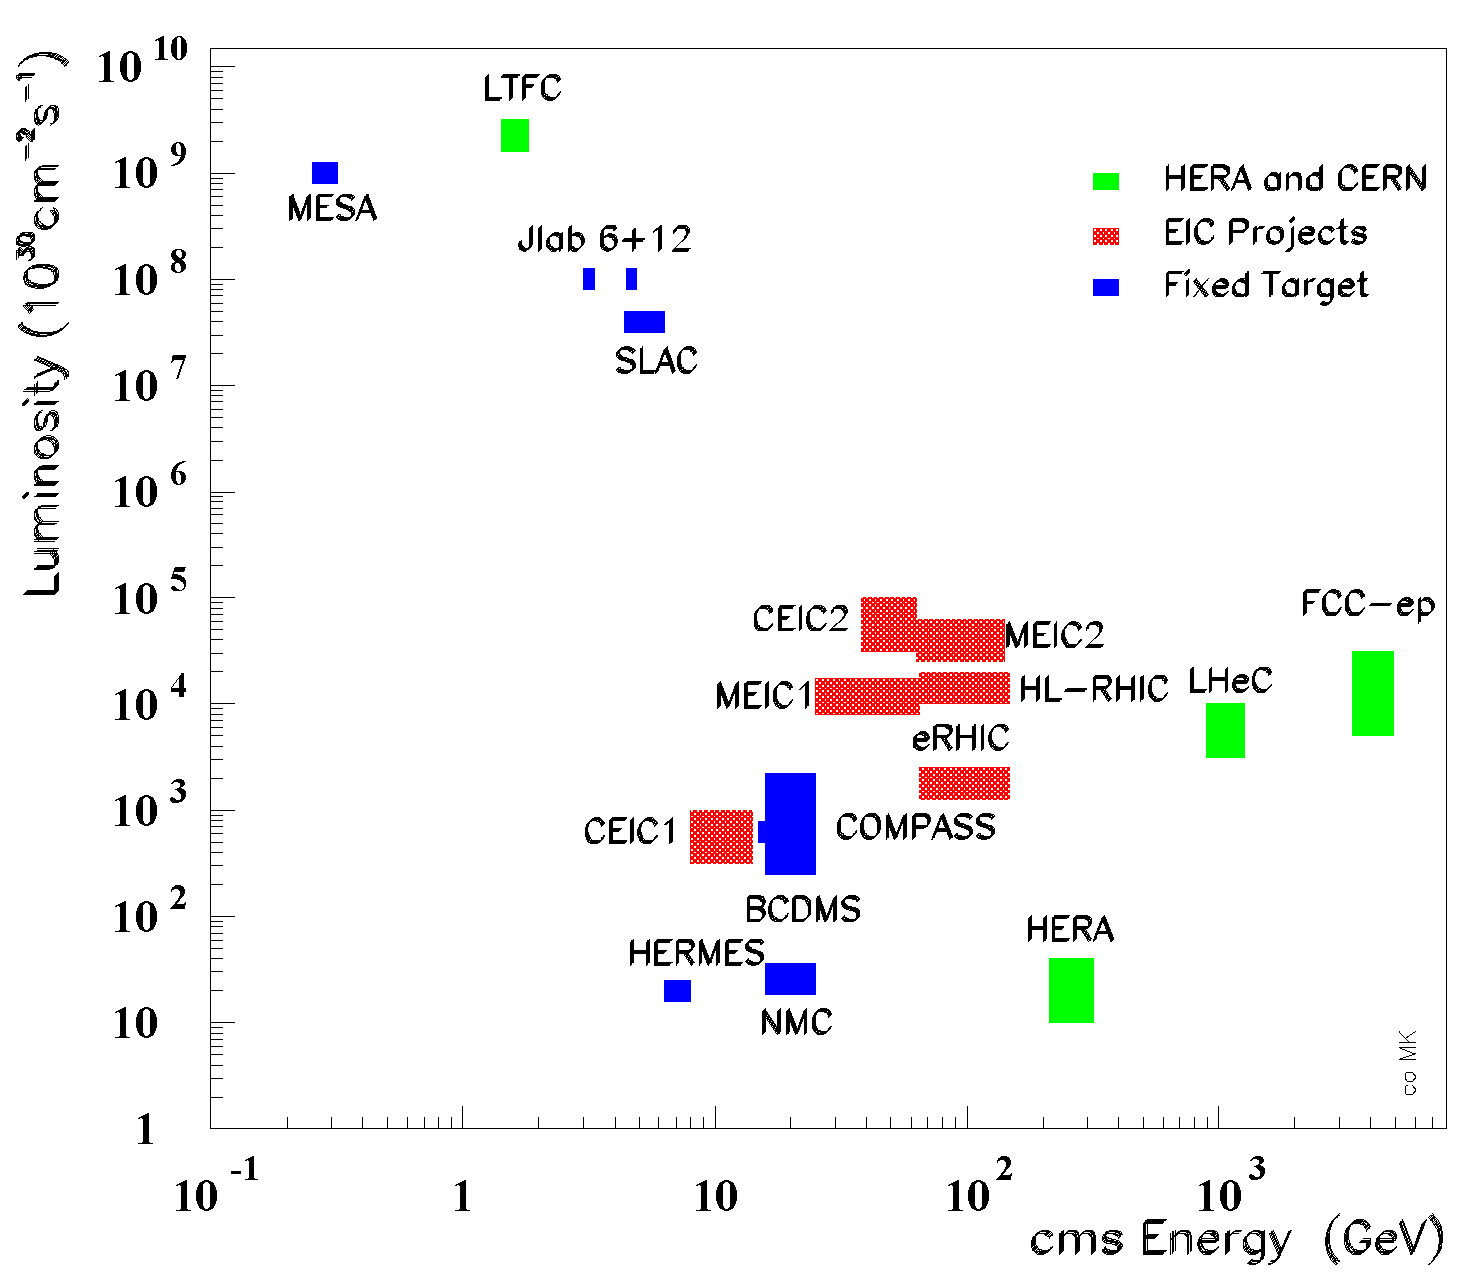 Luminosity (10^30 cm^-2 s^-1)
10^10
10^9
10^8
10^7
10^6
10^5
10^4
10^3
10^2
10
1
LTFC
MESA
Jlab 6+12
SLAC
HERA and CERN
EIC Projects
Fixed Target
CEIC2
MEIC2
FCC-ep
MEIC1
HL-RHIC
LHeC
eRHIC
CEIC1
COMPASS
BCDMS
HERMES
HERA
NMC
co MK
10^-1
1
10
10^2
10^3
cms Energy (GeV)